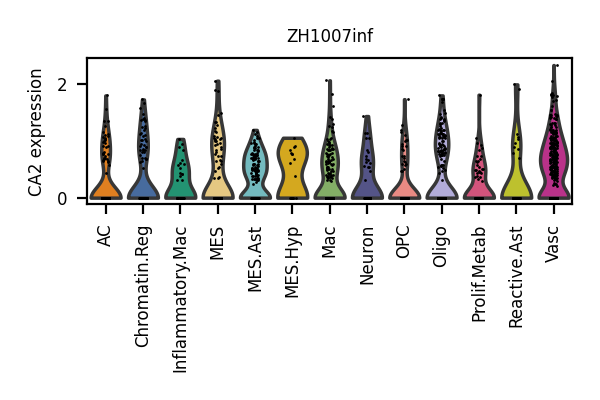 ZH1007inf
CA2 expression
2
0
AC
Chromatin.Reg
Inflammatory.Mac
MES
MES.Ast
MES.Hyp
Mac
Neuron
OPC
Oligo
Prolif.Metab
Reactive.Ast
Vasc